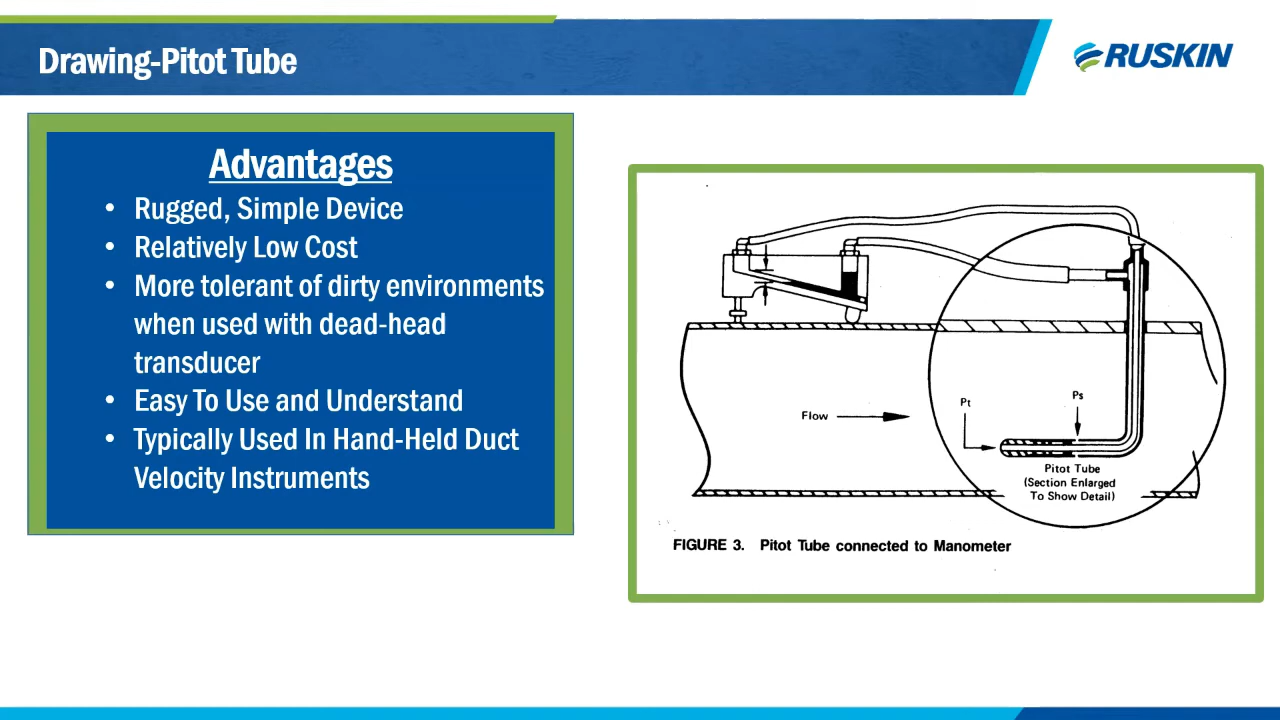 Drawing-Pitot Tube
RUSKIN
Advantages
• Rugged, Simple Device
• Relatively Low Cost
• More tolerant of dirty environments
when used with dead-head
transducer
• Easy To Use and Understand
• Typically Used In Hand-Held Duct
Velocity Instruments
Flow
Pt
Ps
Pitot Tube
(Section Enlarged
To Show Detail)
FIGURE 3. Pitot Tube connected to Manometer